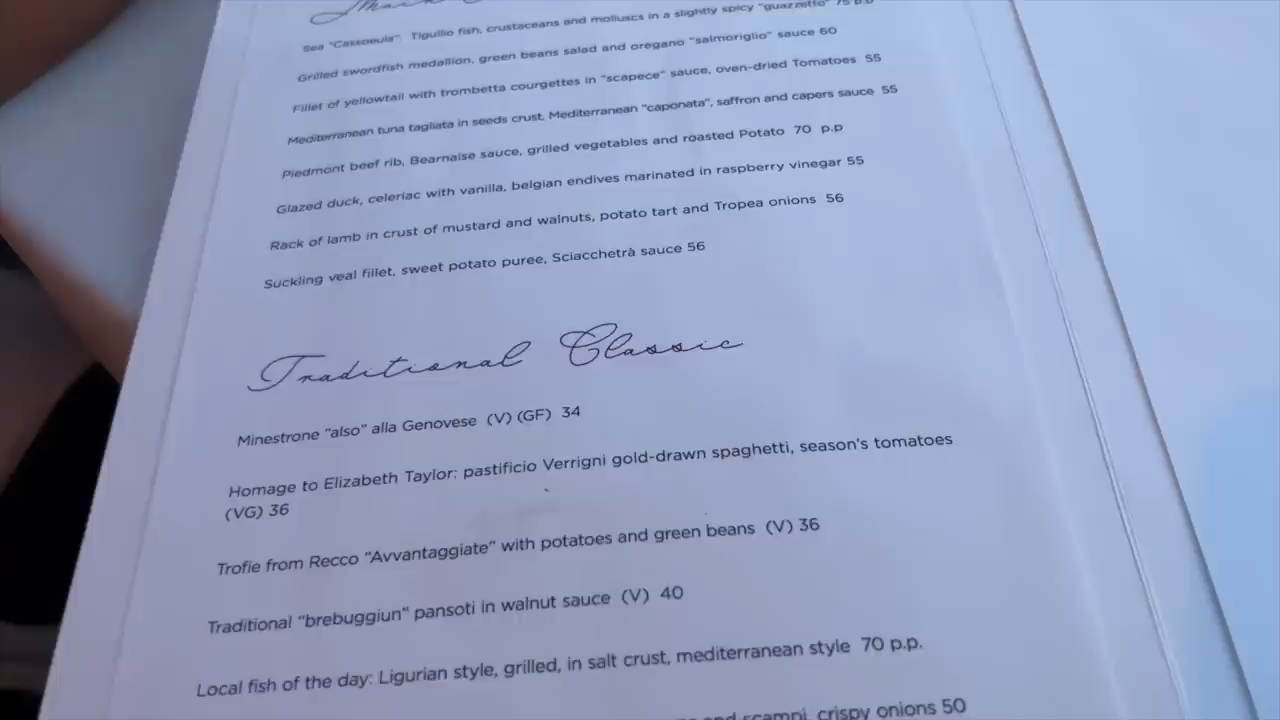 Main
Sea "Cassoeula": Tigullio fish, crustaceans and molluscs in a slightly spicy "guazzetto" 75 p.p
Grilled swordfish medallion, green beans salad and oregano "salmoriglio" sauce 60
Fillet of yellowtail with trombetta courgettes in "scapece" sauce, oven-dried Tomatoes 55
Mediterranean tuna tagliata in seeds crust, Mediterranean "caponata", saffron and capers sauce 55
Piedmont beef rib, Bearnaise sauce, grilled vegetables and roasted Potato 70 p.p
Glazed duck, celeriac with vanilla, belgian endives marinated in raspberry vinegar 55
Rack of lamb in crust of mustard and walnuts, potato tart and Tropea onions 56
Suckling veal fillet, sweet potato puree, Sciacchetrà sauce 56
Traditional Classic
Minestrone "also" alla Genovese (V) (GF) 34
Homage to Elizabeth Taylor: pastificio Verrigni gold-drawn spaghetti, season's tomatoes
(VG) 36
Trofie from Recco "Avvantaggiate" with potatoes and green beans (V) 36
Traditional "brebuggiun" pansoti in walnut sauce (V) 40
Local fish of the day: Ligurian style, grilled, in salt crust, mediterranean style 70 p.p.
and scampi, crispy onions 50